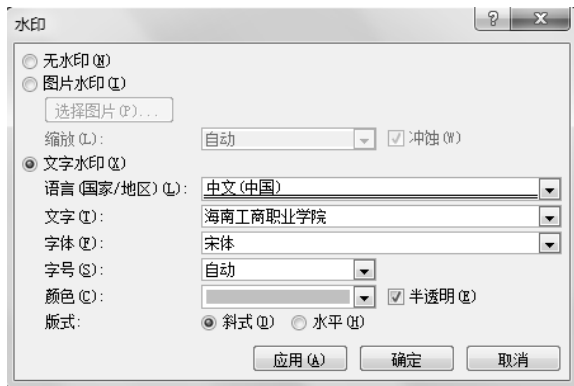 水印
无水印(N)
图片水印(I)
选择图片(P)...
缩放(L): 自动 冲蚀(W)
文字水印(X)
语言(国家/地区)(L): 中文(中国)
文字(T): 海南工商职业学院
字体(F): 宋体
字号(S): 自动
颜色(C): 半透明(E)
版式: 斜式(D) 水平(H)
应用(A) 确定 取消